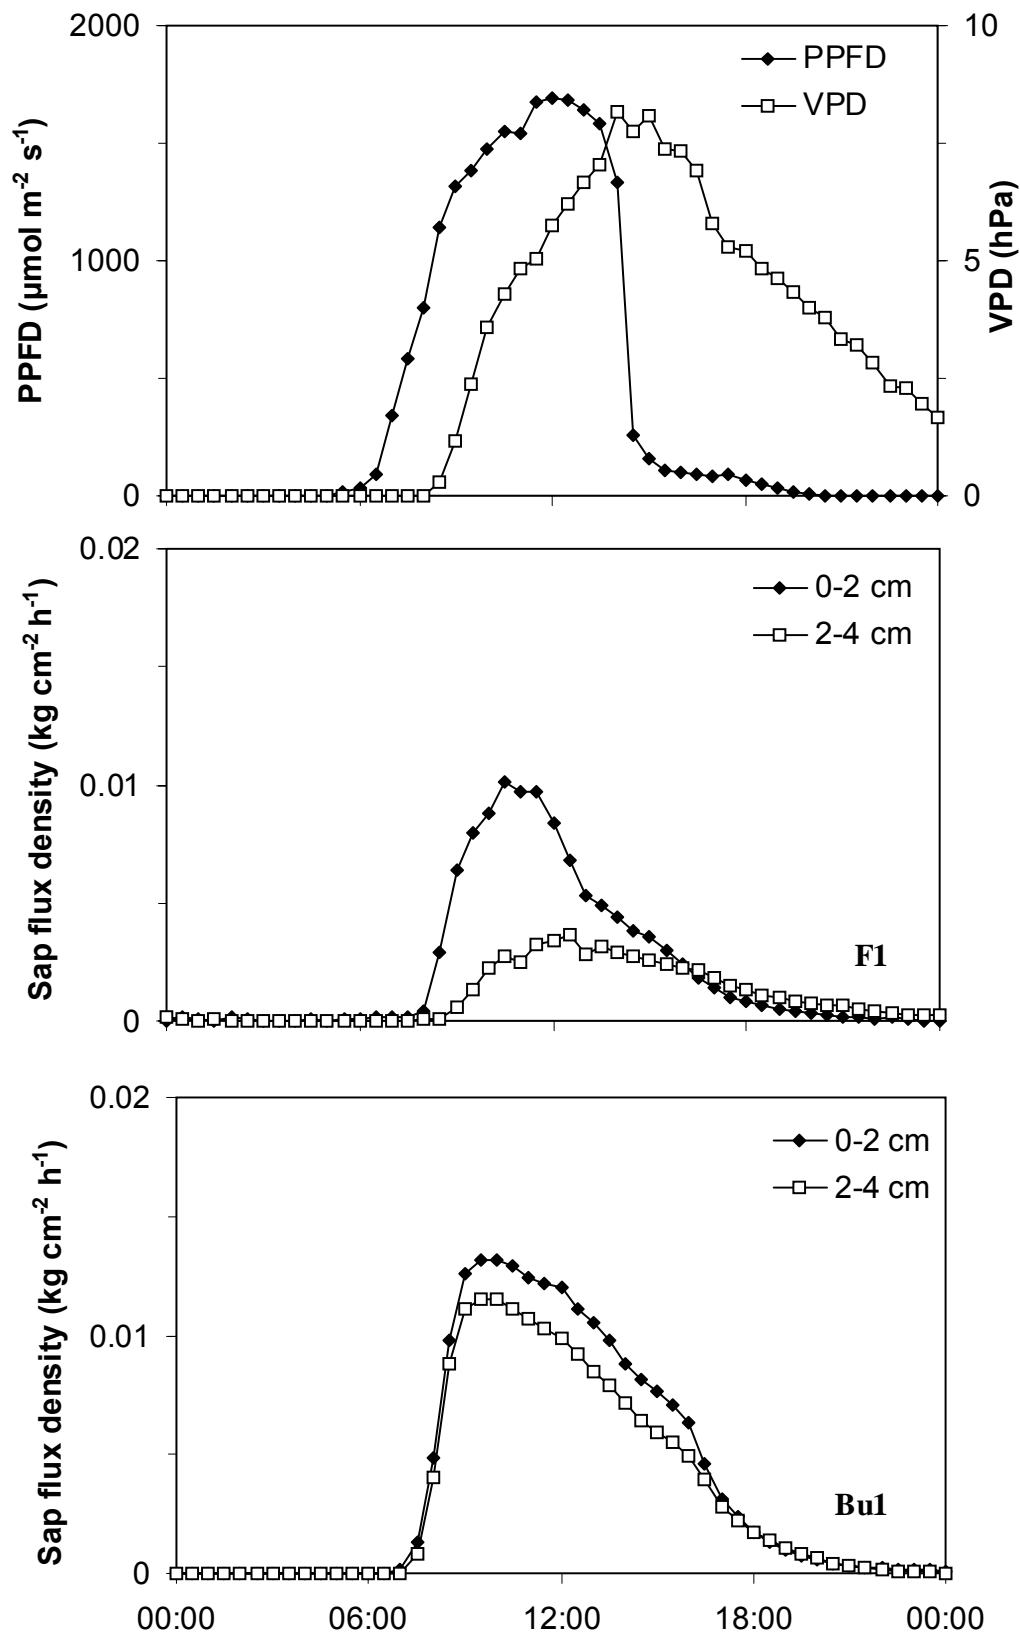 2000
10
PPFD
VPD
PPFD (µmol m-2 s-1)
1000
5
VPD (hPa)
0
0
0.02
0-2 cm
2-4 cm
Sap flux density (kg cm-2 h-1)
0.01
F1
0
0.02
0-2 cm
2-4 cm
Sap flux density (kg cm-2 h-1)
0.01
Bu1
0
00:00 06:00 12:00 18:00 00:00